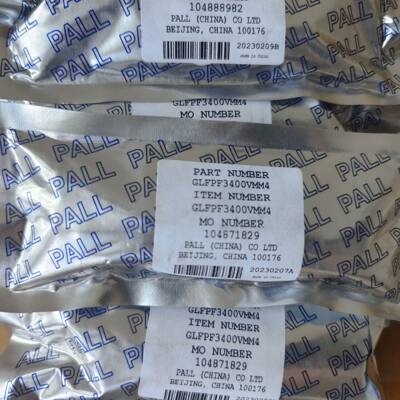 104888982
PALL (CHINA) CO LTD
BEIJING, CHINA 100176
20230209B
GLFPF3400VMM4
MO NUMBER
PALL PALL PALL PALL
PART NUMBER
GLFPF3400VMM4
ITEM NUMBER
GLFPF3400VMM4
MO NUMBER
104871829
PALL (CHINA) CO LTD
BEIJING, CHINA 100176
20230207A
GLFPF3400VMM4
ITEM NUMBER
GLFPF3400VMM4
MO NUMBER
104871829
PALL (CHINA) CO LTD
BEIJING, CHINA 100176